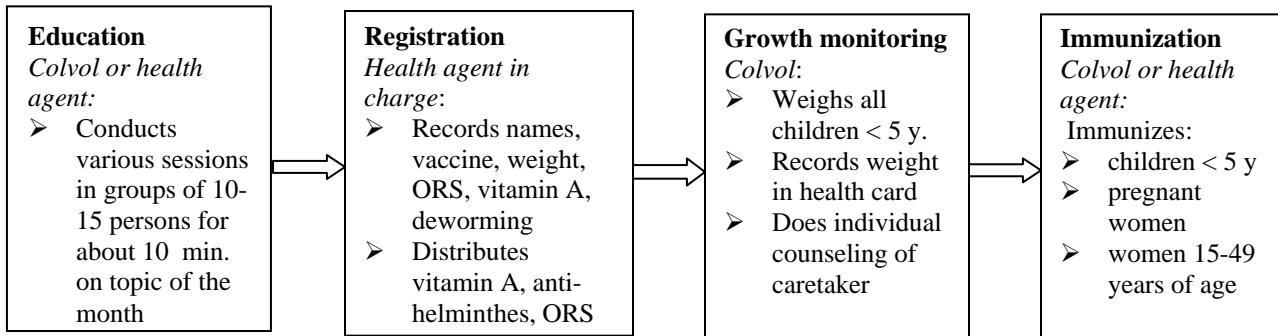 Education
Colvol or health
agent:
➢ Conducts
various sessions
in groups of 10-
15 persons for
about 10 min.
on topic of the
month
Registration
Health agent in
charge:
➢ Records names,
vaccine, weight,
ORS, vitamin A,
deworming
➢ Distributes
vitamin A, anti-
helminthes, ORS
Growth monitoring
Colvol:
➢ Weighs all
children < 5 y.
➢ Records weight
in health card
➢ Does individual
counseling of
caretaker
Immunization
Colvol or health
agent:
Immunizes:
➢ children < 5 y
➢ pregnant
women
➢ women 15-49
years of age